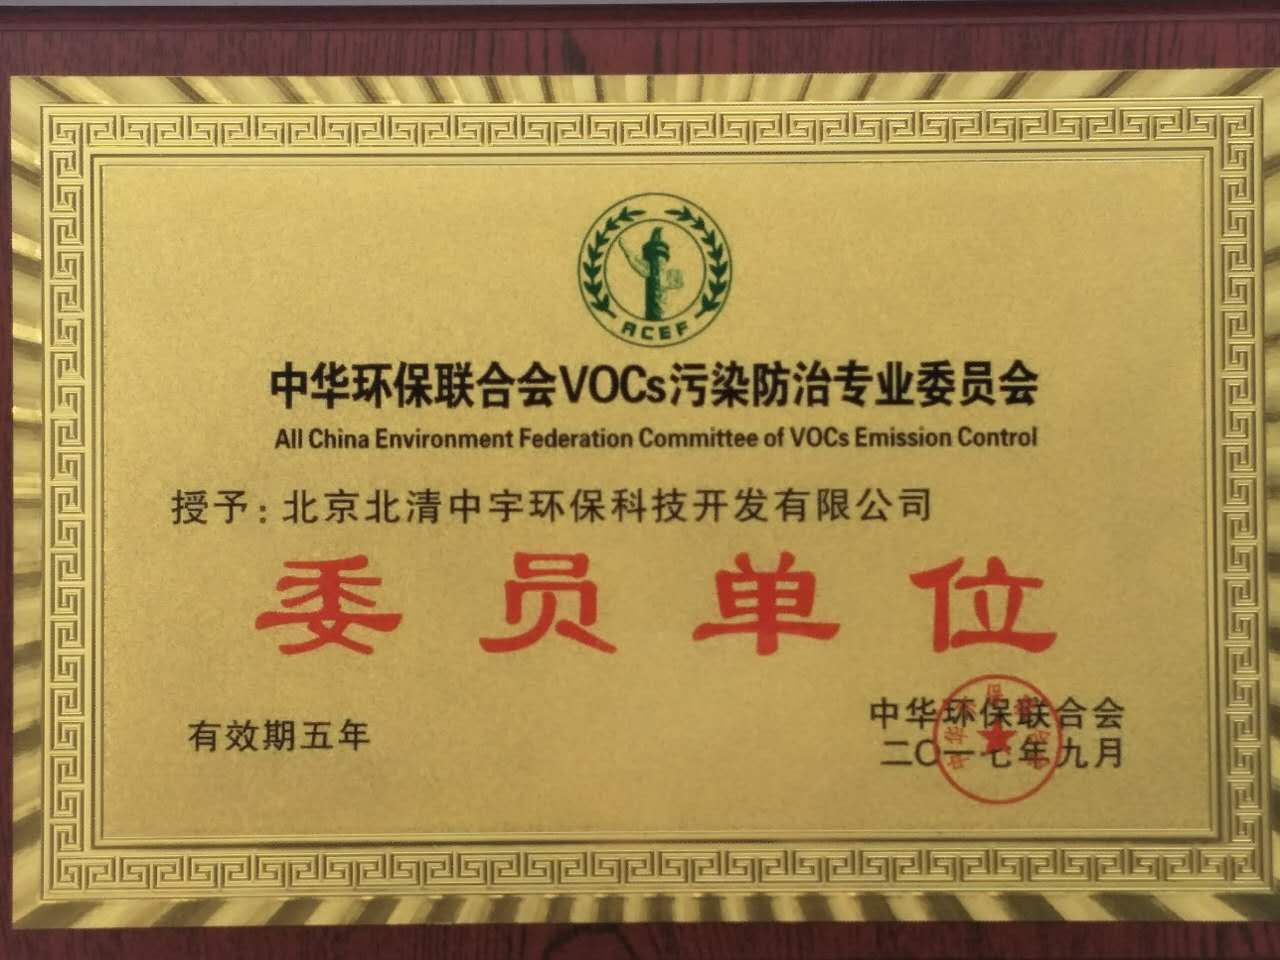 ACEF
中华环保联合会VOCs污染防治专业委员会
All China Environment Federation Committee of VOCs Emission Control
授予：北京北清中宇环保科技开发有限公司
委员单位
有效期五年
中华环保联合会
二〇一七年九月